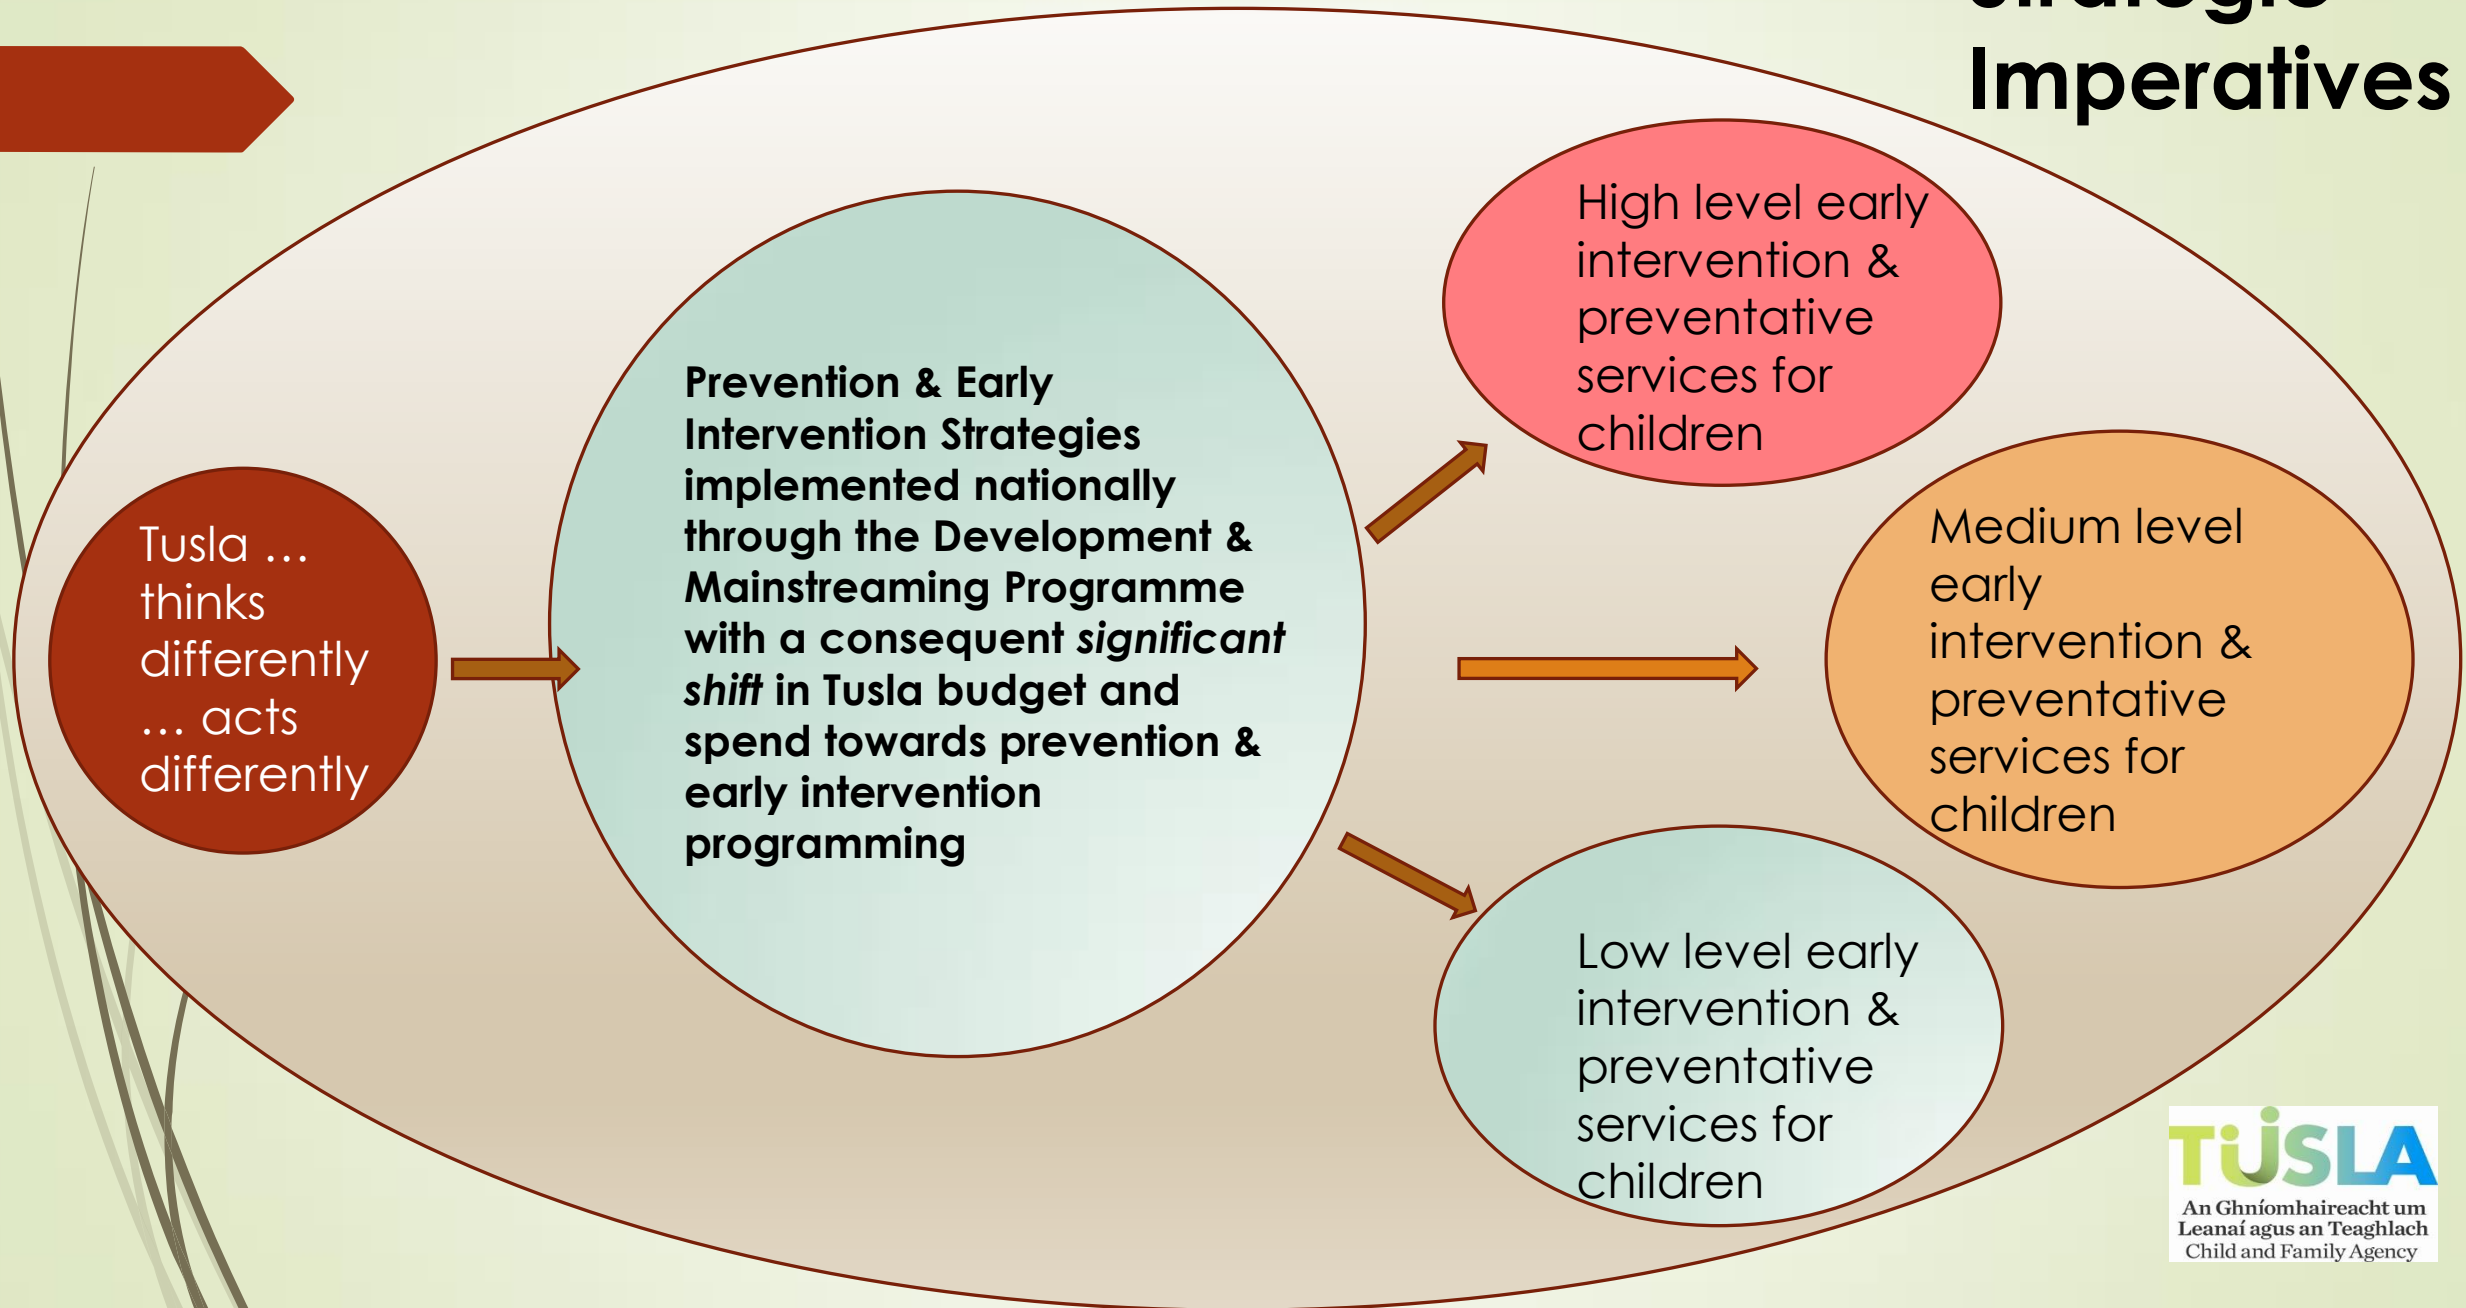 Strategic
Imperatives
Tusla …
thinks
differently
… acts
differently
Prevention & Early
Intervention Strategies
implemented nationally
through the Development &
Mainstreaming Programme
with a consequent significant
shift in Tusla budget and
spend towards prevention &
early intervention
programming
High level early
intervention &
preventative
services for
children
Medium level
early
intervention &
preventative
services for
children
Low level early
intervention &
preventative
services for
children
TUSLA
An Ghníomhaireacht um
Leanaí agus an Teaghlach
Child and Family Agency